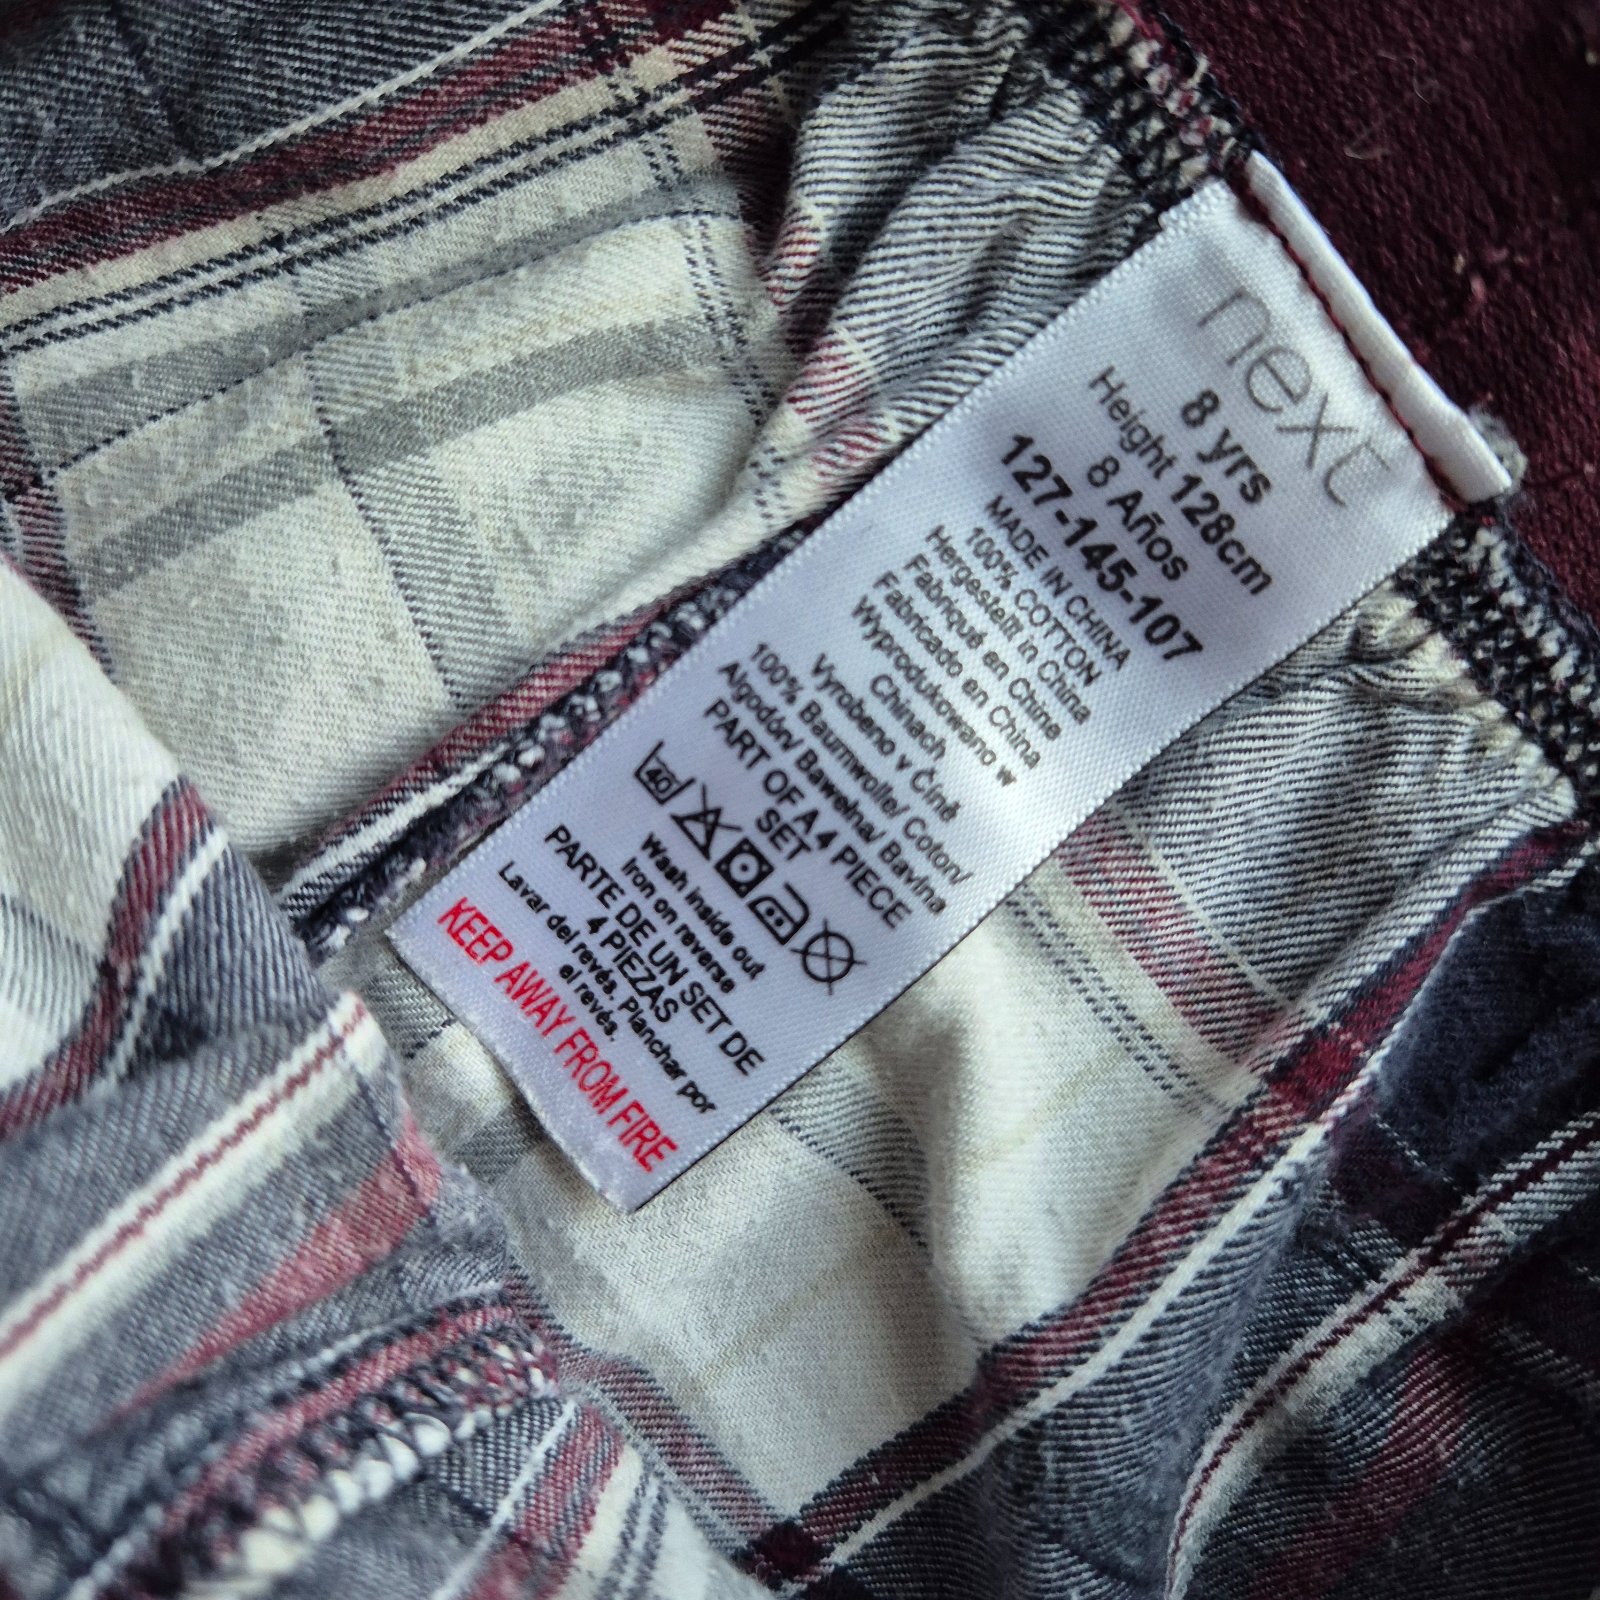 next
8 yrs
Height 128cm
8 Años
127-145-107
MADE IN CHINA
100% COTTON
Hergestellt in China
Fabriqué en Chine
Fabricado en China
Wyprodukowano w
Chinach
Vyrobeno v Číně
100% Baumwolle/ Coton/
Algodón/ Bawełna/ Bavlna
PART OF A 4 PIECE
SET
40
Wash inside out
Iron on reverse
PARTE DE UN SET DE
4 PIEZAS
Lavar del revés. Planchar por
el revés.
KEEP AWAY FROM FIRE